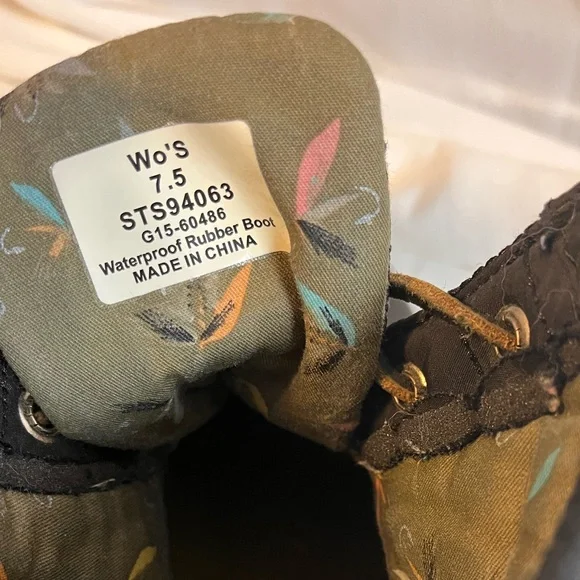 Wo'S
7.5
STS94063
G15-60486
Waterproof Rubber Boot
MADE IN CHINA